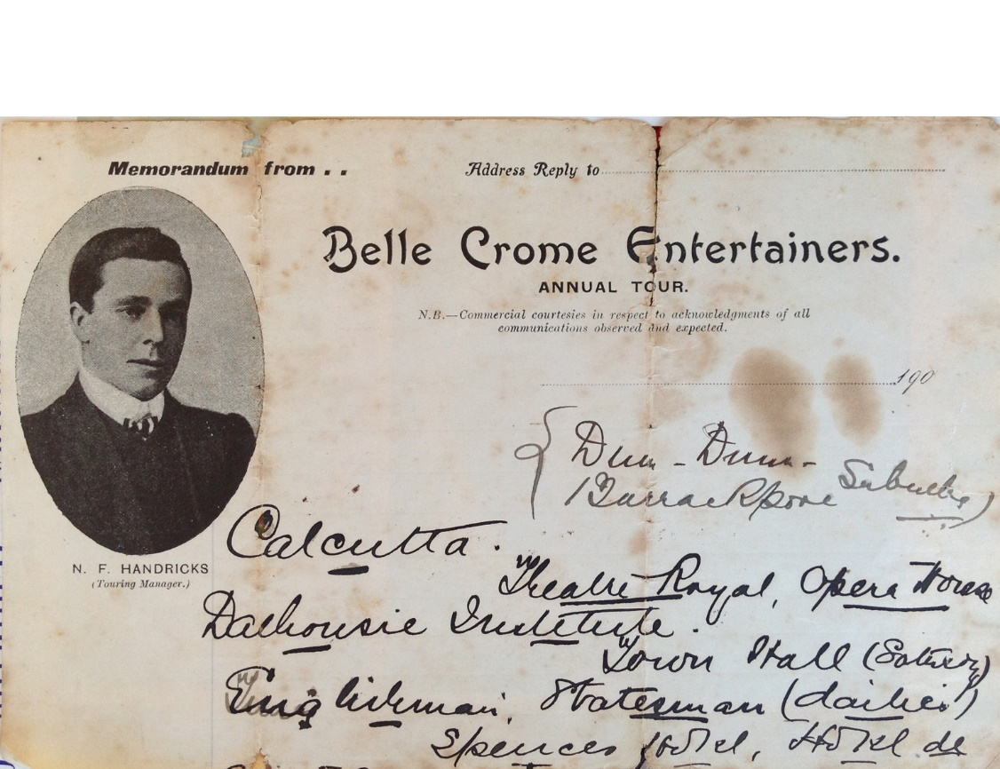 Memorandum from . .
Address Reply to
Belle Crome Entertainers.
ANNUAL TOUR.
N.B.—Commercial courtesies in respect to acknowledgments of all
communications observed and expected.
190
Dum - Dum -
Barrackpore Suburbs
Calcutta.
N. F. HANDRICKS
(Touring Manager.)
Theatre Royal, Opera House
Dalhousie Institute.
Town Hall
Englishman, Statesman (dailies)
Spences Hotel, Hotel de